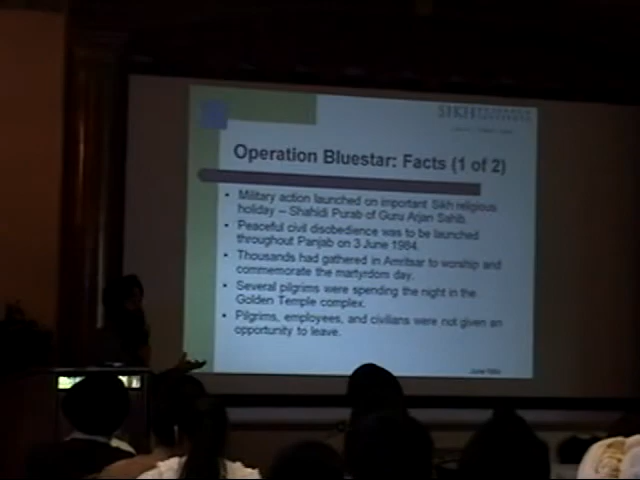 SIKH
Operation Bluestar: Facts (1 of 2)
• Military action launched on important Sikh religious
holiday – Shahidi Purab of Guru Arjan Sahib.
• Peaceful civil disobedience was to be launched
throughout Panjab on 3 June 1984.
• Thousands had gathered in Amritsar to worship and
commemorate the martyrdom day.
• Several pilgrims were spending the night in the
Golden Temple complex.
• Pilgrims, employees, and civilians were not given an
opportunity to leave.